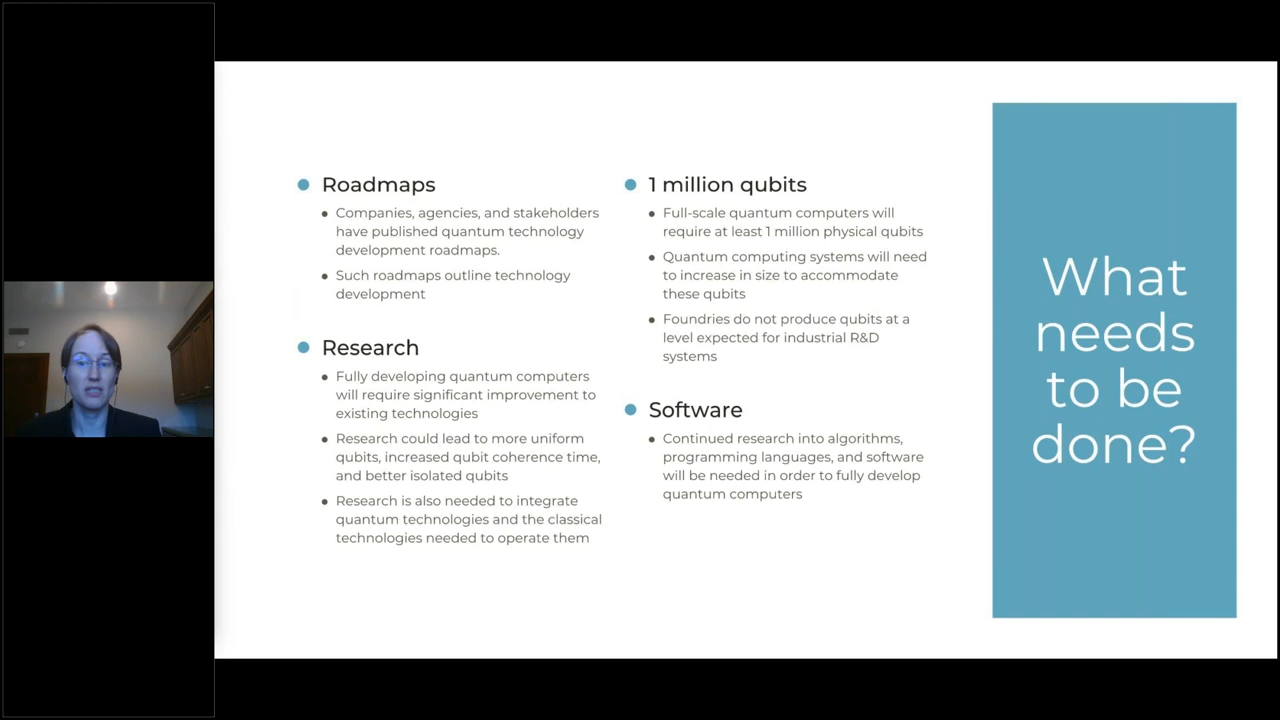 Roadmaps
Companies, agencies, and stakeholders
have published quantum technology
development roadmaps.
Such roadmaps outline technology
development
Research
Fully developing quantum computers
will require significant improvement to
existing technologies
Research could lead to more uniform
qubits, increased qubit coherence time,
and better isolated qubits
Research is also needed to integrate
quantum technologies and the classical
technologies needed to operate them
1 million qubits
Full-scale quantum computers will
require at least 1 million physical qubits
Quantum computing systems will need
to increase in size to accommodate
these qubits
Foundries do not produce qubits at a
level expected for industrial R&D
systems
Software
Continued research into algorithms,
programming languages, and software
will be needed in order to fully develop
quantum computers
What
needs
to be
done?